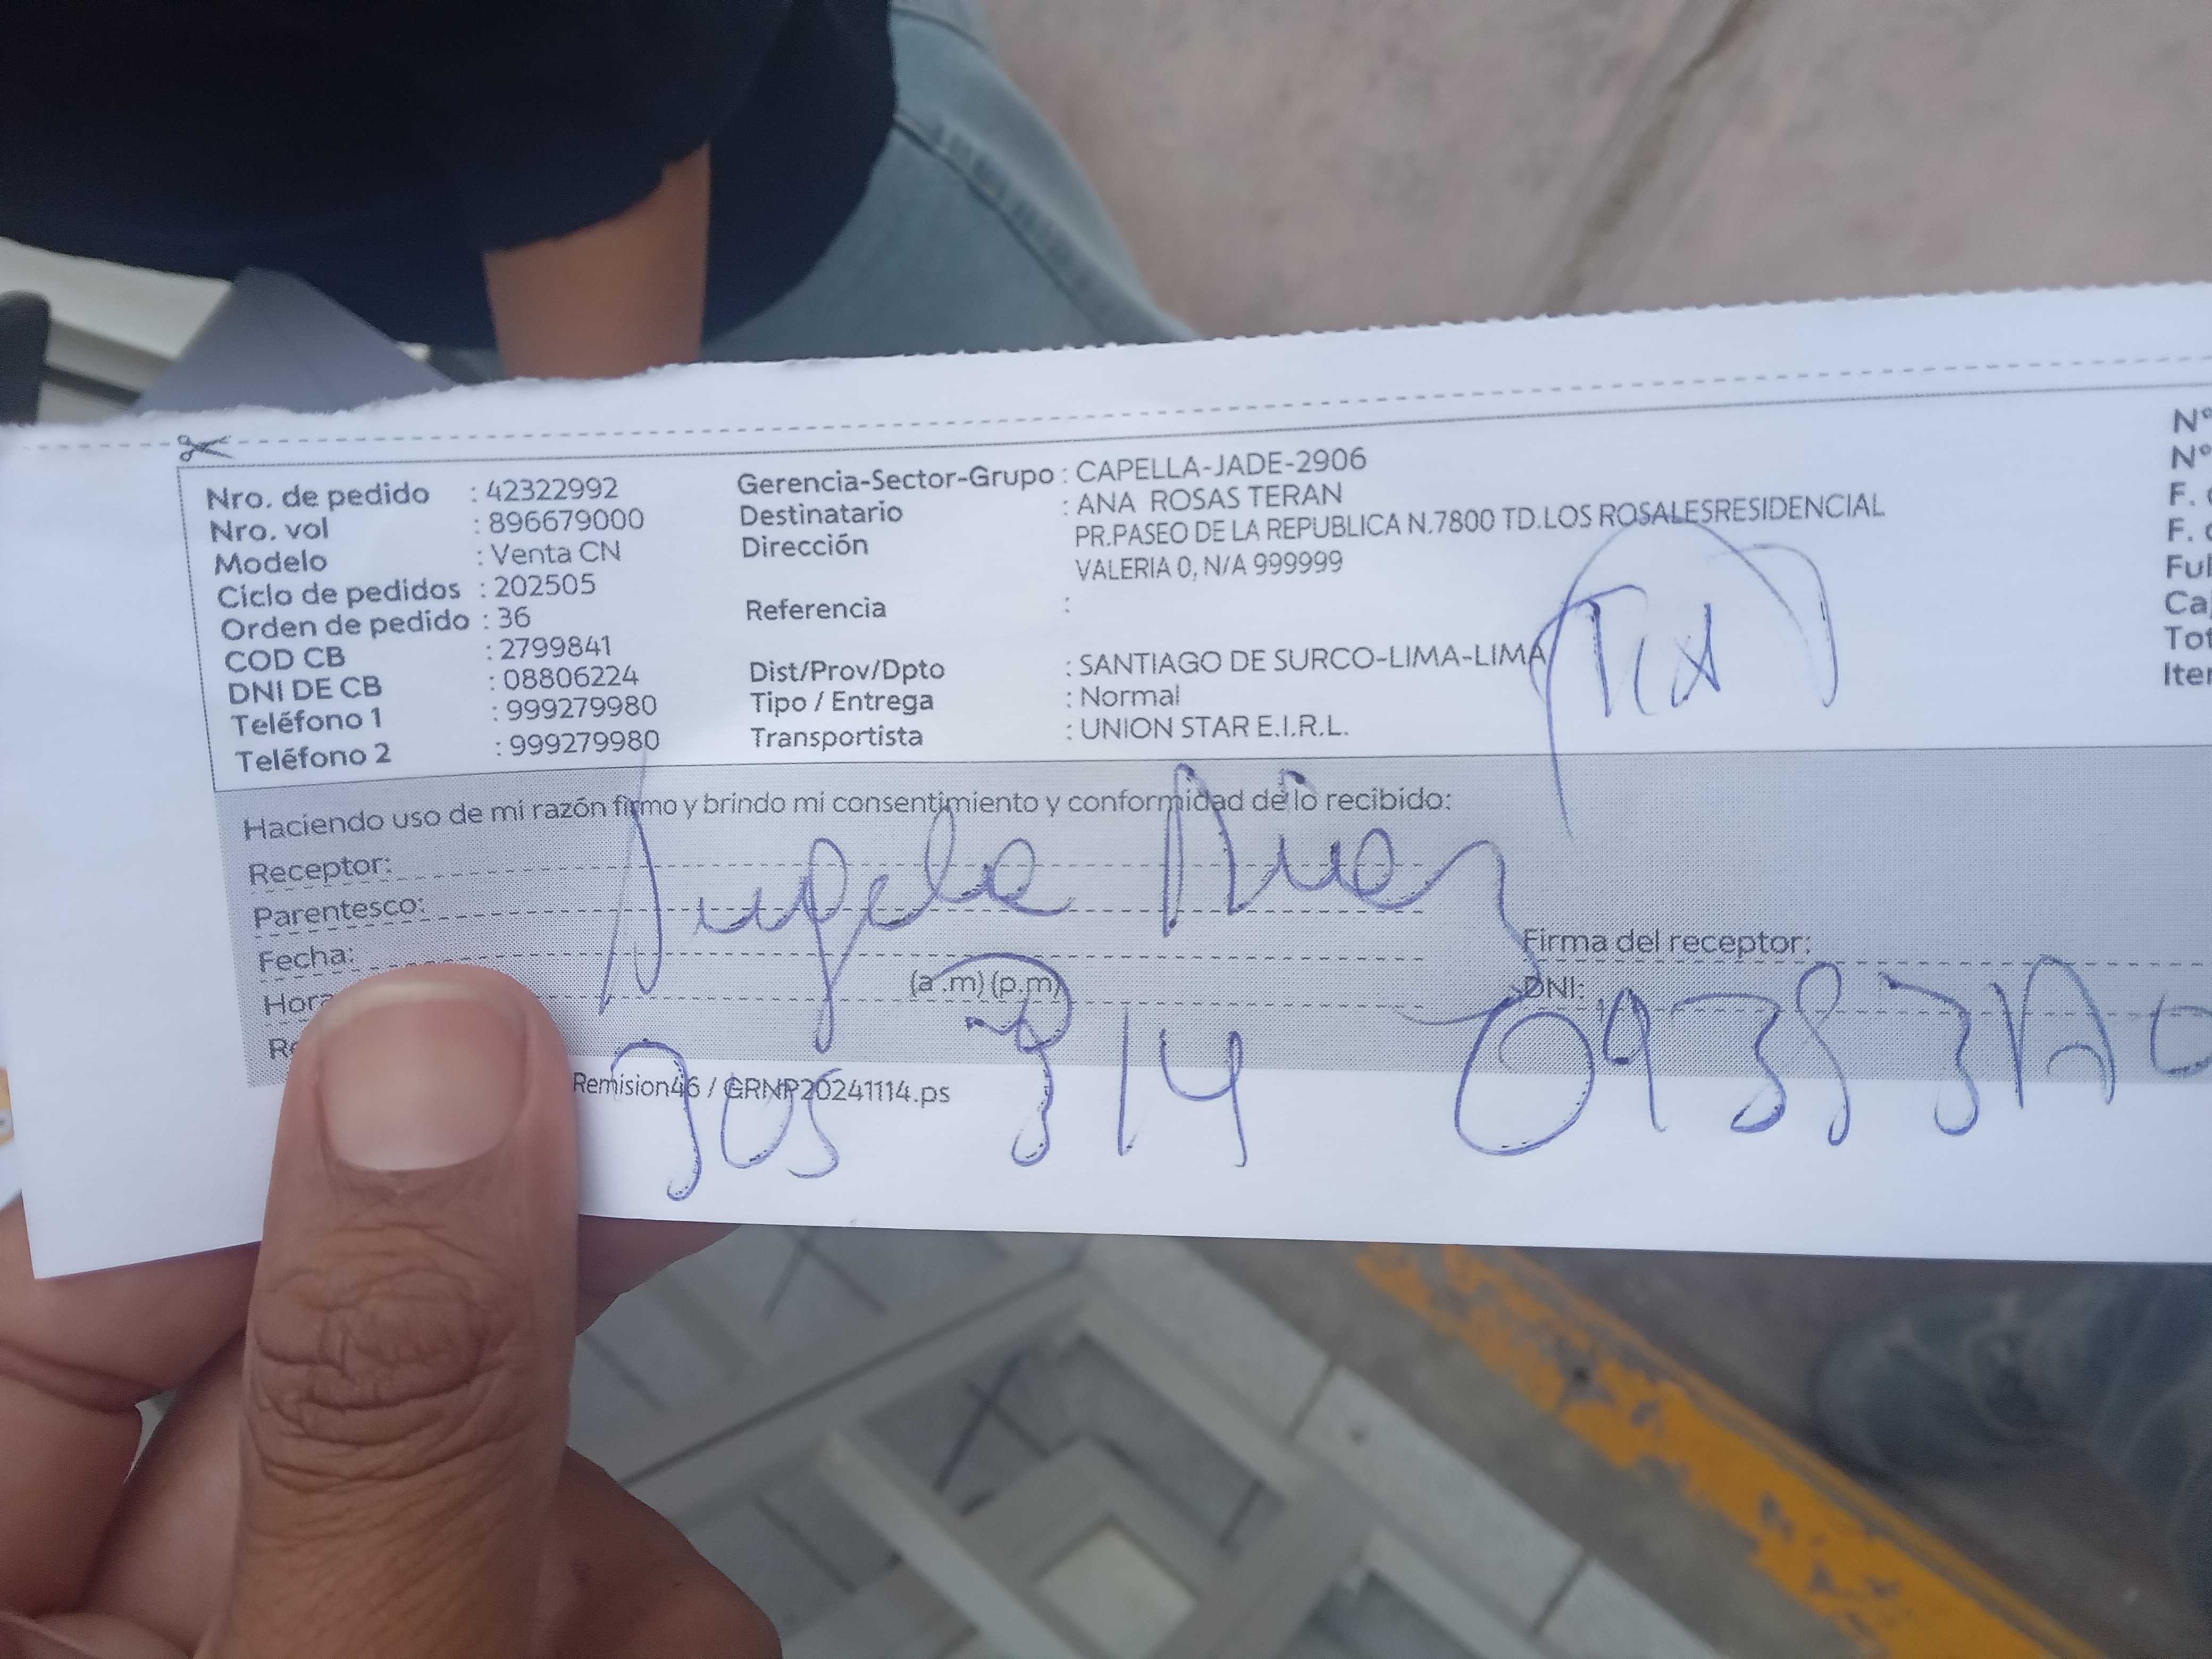 Nro. de pedido : 42322992
Nro. vol : 896679000
Modelo : Venta CN
Ciclo de pedidos : 202505
Orden de pedido : 36
COD CB : 2799841
DNI DE CB : 08806224
Teléfono 1 : 999279980
Teléfono 2 : 999279980
Gerencia-Sector-Grupo : CAPELLA-JADE-2906
Destinatario : ANA ROSAS TERAN
Dirección PR.PASEO DE LA REPUBLICA N.7800 TD.LOS ROSALESRESIDENCIAL
VALERIA 0, N/A 999999
Referencia :
Dist/Prov/Dpto : SANTIAGO DE SURCO-LIMA-LIMA
Tipo / Entrega : Normal
Transportista : UNION STAR E.I.R.L.
N°
N°
F.
F.
Haciendo uso de mi razón firmo y brindo mi consentimiento y conformidad de lo recibido:
Receptor:
Angela
Parentesco:
Fecha:
(a .m) (p.m)
Firma del receptor:
DNI:
Remision46 / GRNP20241114.ps
314